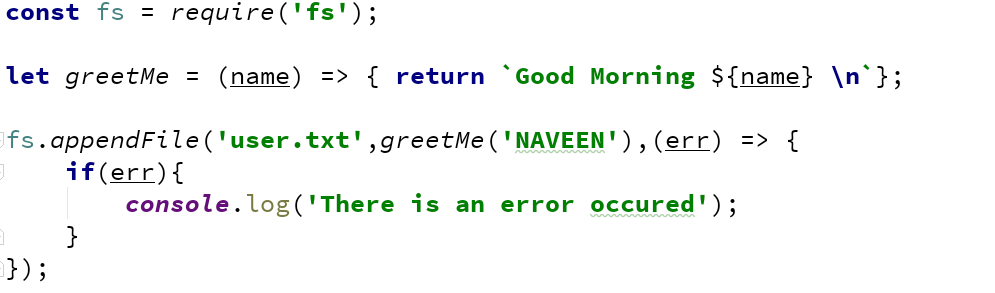 const fs = require('fs');
let greetMe = (name) => { return `Good Morning ${name} \n`};
fs.appendFile('user.txt',greetMe('NAVEEN'),(err) => {
    if(err){
        console.log('There is an error occured');
    }
});